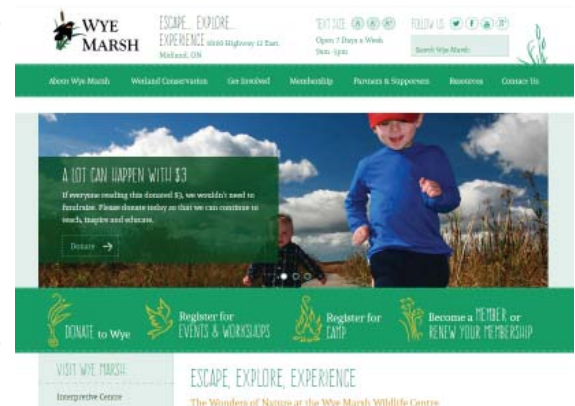 WYE
MARSH
ESCAPE... EXPLORE...
EXPERIENCE 16160 Highway 12 East
Midland, ON
TEXT SIZE:
Open 7 Days a Week
9am - 5pm
FOLLOW US:
Search Wye Marsh
About Wye Marsh Wetland Conservation Get Involved Membership Partners & Supporters Resources Contact Us
A LOT CAN HAPPEN WITH $3
If everyone reading this donated $3, we wouldn't need to
fundraise. Please donate today so that we can continue to
teach, inspire and educate.
Donate →
DONATE to Wye
Register for
EVENTS & WORKSHOPS
Register for
CAMP
Become a MEMBER or
RENEW YOUR MEMBERSHIP
VISIT WYE MARSH
Interpretive Centre
ESCAPE, EXPLORE, EXPERIENCE
The Wonders of Nature at the Wye Marsh Wildlife Centre